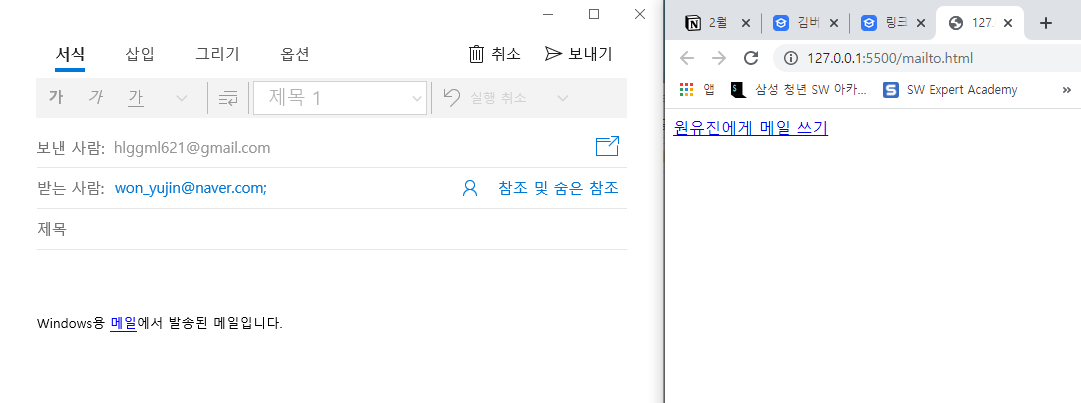 서식 삽입 그리기 옵션 취소 보내기
가 가 가 제목 1 실행 취소
보낸 사람: hlggml621@gmail.com
받는 사람: won_yujin@naver.com; 참조 및 숨은 참조
제목
Windows용 메일에서 발송된 메일입니다.
2월 김버 링크 127.
127.0.0.1:5500/mailto.html
앱 삼성 청년 SW 아카... SW Expert Academy »
원유진에게 메일 쓰기